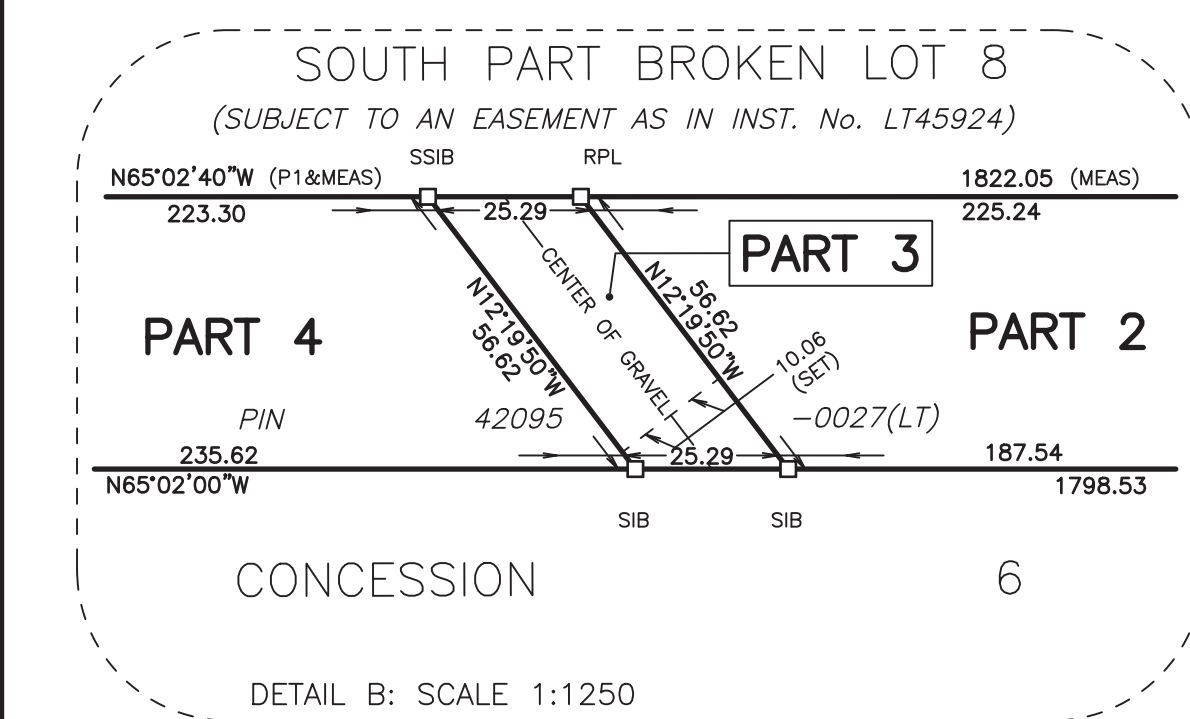 SOUTH PART BROKEN LOT 8
(SUBJECT TO AN EASEMENT AS IN INST. No. LT45924)
SSIB
RPL
N65°02'40"W (P1&MEAS)
1822.05 (MEAS)
223.30
25.29
225.24
PART 3
CENTER OF GRAVEL
N12°19'50"W
56.62
56.62
N12°19'50"W
PART 4
PART 2
10.06
(SET)
PIN 42095 -0027(LT)
235.62
25.29
187.54
N65°02'00"W
1798.53
SIB
SIB
CONCESSION 6
DETAIL B: SCALE 1:1250